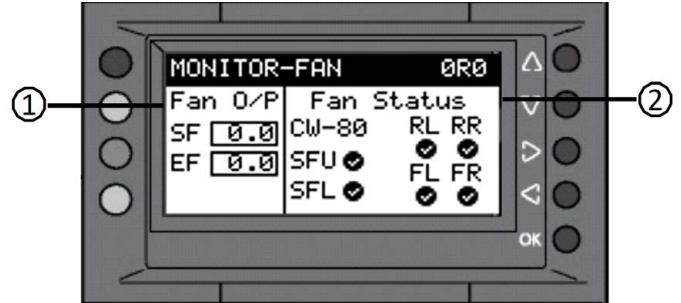 MONITOR-FAN 0R0
Fan O/P
SF 0.0
EF 0.0
Fan Status
CW-80 RL RR
SFU
FL FR
SFL
OK
1
2